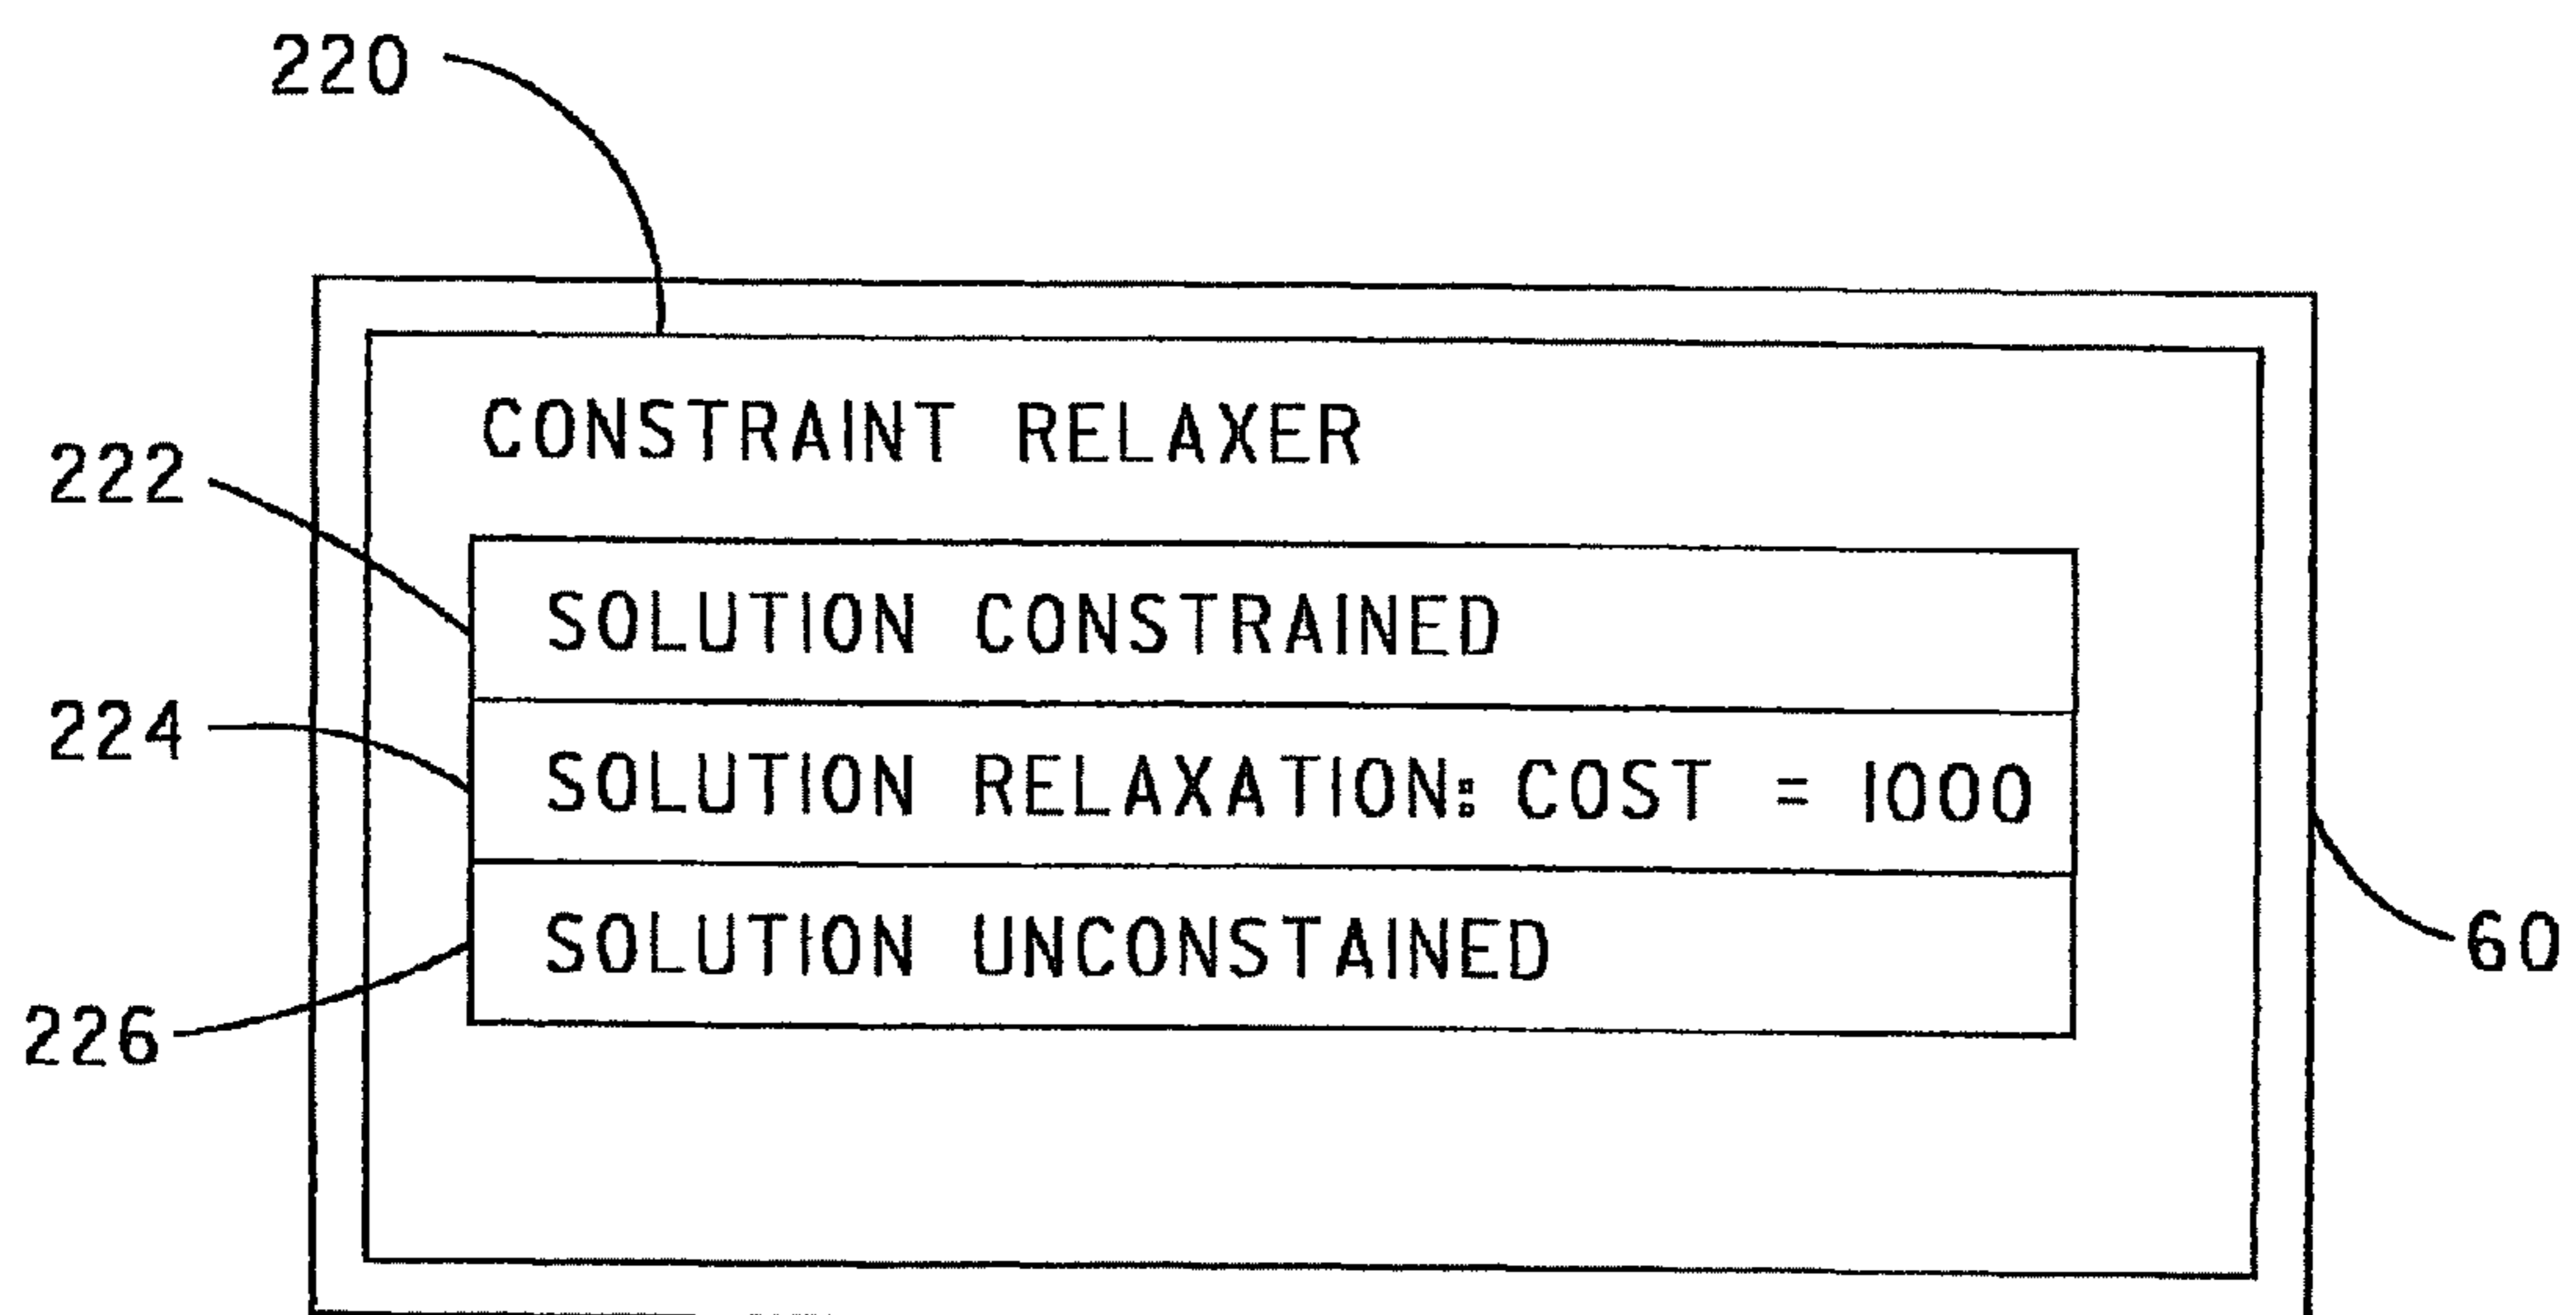 220
CONSTRAINT RELAXER
222
SOLUTION CONSTRAINED
224
SOLUTION RELAXATION: COST = 1000
226
SOLUTION UNCONSTAINED
60